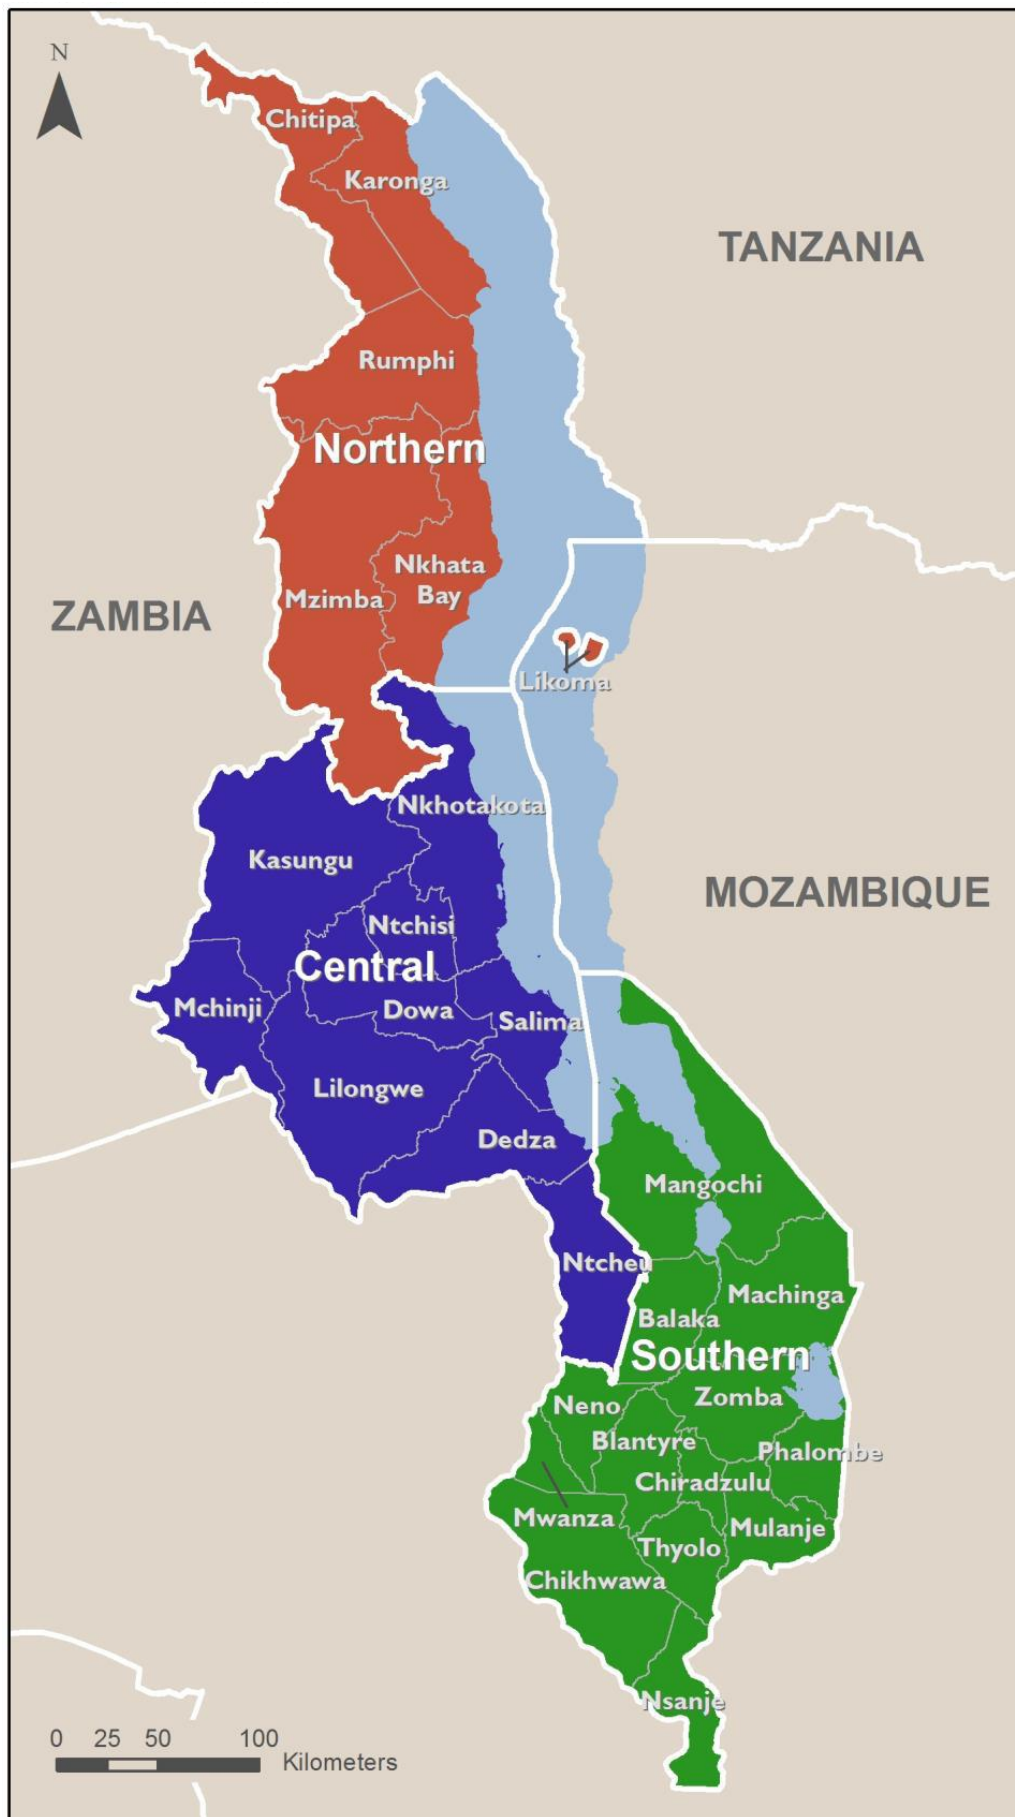 N
Chitipa
Karonga
TANZANIA
Rumphi
Northern
Nkhata
Bay
Mzimba
ZAMBIA
Likoma
Nkhotakota
Kasungu
MOZAMBIQUE
Ntchisi
Central
Mchinji
Dowa
Salima
Lilongwe
Dedza
Mangochi
Ntcheu
Machinga
Balaka
Southern
Zomba
Neno
Blantyre
Phalombe
Chiradzulu
Mwanza
Mulanje
Thyolo
Chikhwawa
Nsanje
0 25 50 100
Kilometers